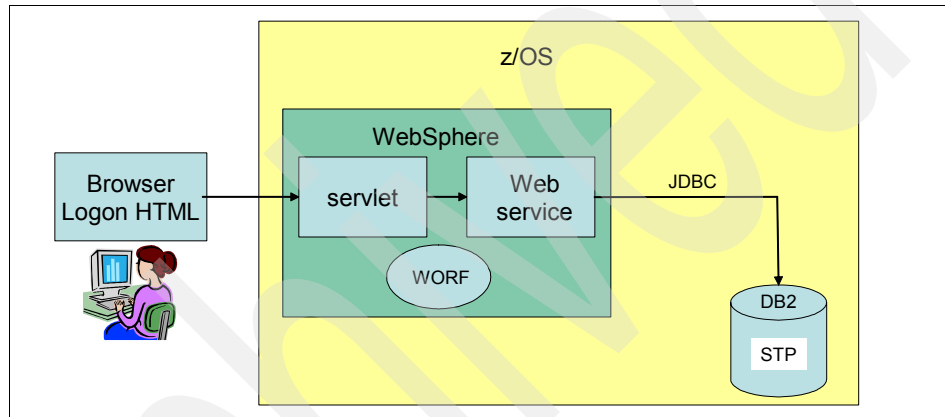 z/OS
WebSphere
Browser
Logon HTML
servlet
Web
service
JDBC
WORF
DB2
STP